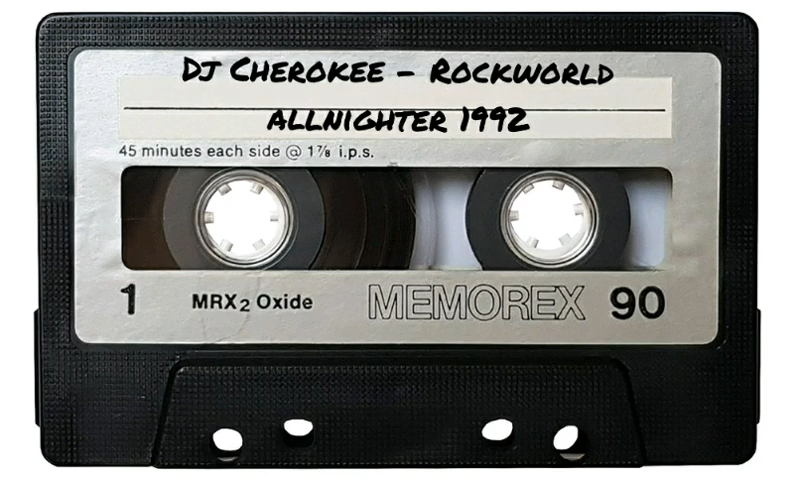 DJ CHEROKEE - ROCKWORLD
ALLNIGHTER 1992
45 minutes each side @ 1⅞ i.p.s.
1 MRX2 Oxide MEMOREX 90